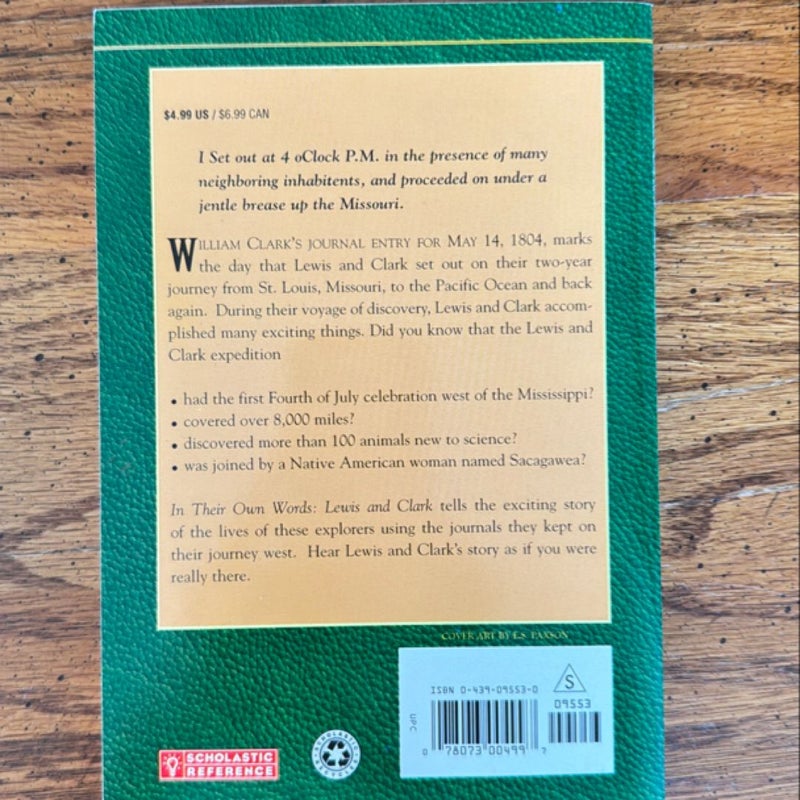 $4.99 US / $6.99 CAN
I Set out at 4 oClock P.M. in the presence of many
neighboring inhabitents, and proceeded on under a
jentle brease up the Missouri.
WILLIAM CLARK'S JOURNAL ENTRY FOR MAY 14, 1804, marks
the day that Lewis and Clark set out on their two-year
journey from St. Louis, Missouri, to the Pacific Ocean and back
again. During their voyage of discovery, Lewis and Clark accom-
plished many exciting things. Did you know that the Lewis and
Clark expedition
• had the first Fourth of July celebration west of the Mississippi?
• covered over 8,000 miles?
• discovered more than 100 animals new to science?
• was joined by a Native American woman named Sacagawea?
In Their Own Words: Lewis and Clark tells the exciting story
of the lives of these explorers using the journals they kept on
their journey west. Hear Lewis and Clark's story as if you were
really there.
COVER ART BY E.S. PAXSON
ISBN 0-439-09553-0
S
09553
UPC
0 78073 00499 7
SCHOLASTIC
REFERENCE
SCHOLASTIC
RECYCLES